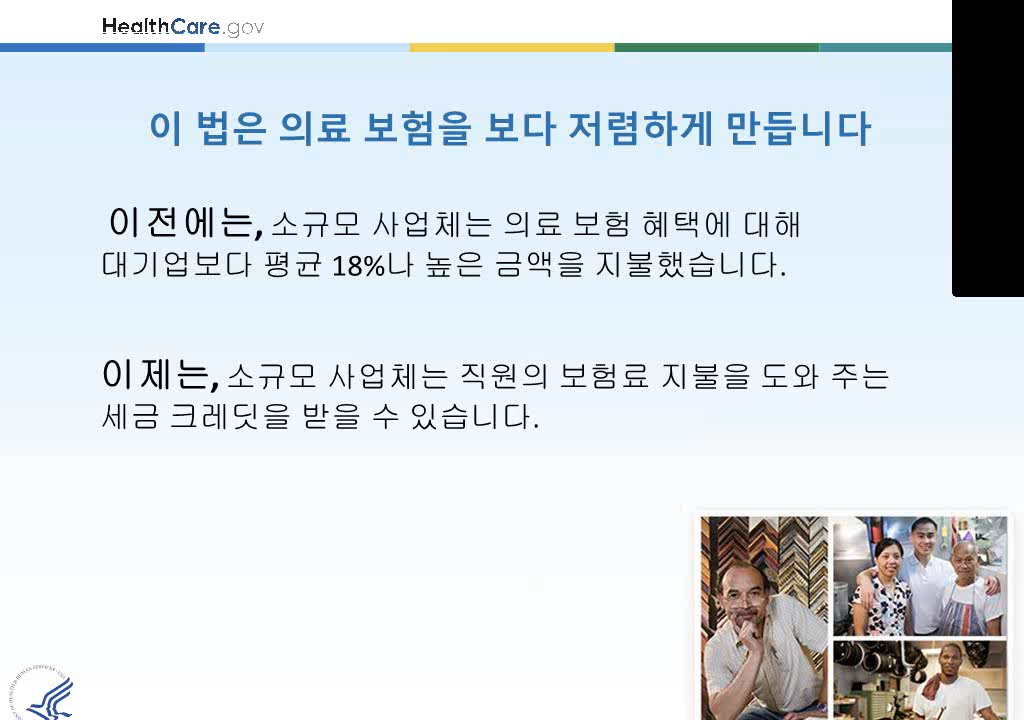 HealthCare.gov
이 법은 의료 보험을 보다 저렴하게 만듭니다
이전에는, 소규모 사업체는 의료 보험 혜택에 대해
대기업보다 평균 18%나 높은 금액을 지불했습니다.
이제는, 소규모 사업체는 직원의 보험료 지불을 도와 주는
세금 크레딧을 받을 수 있습니다.